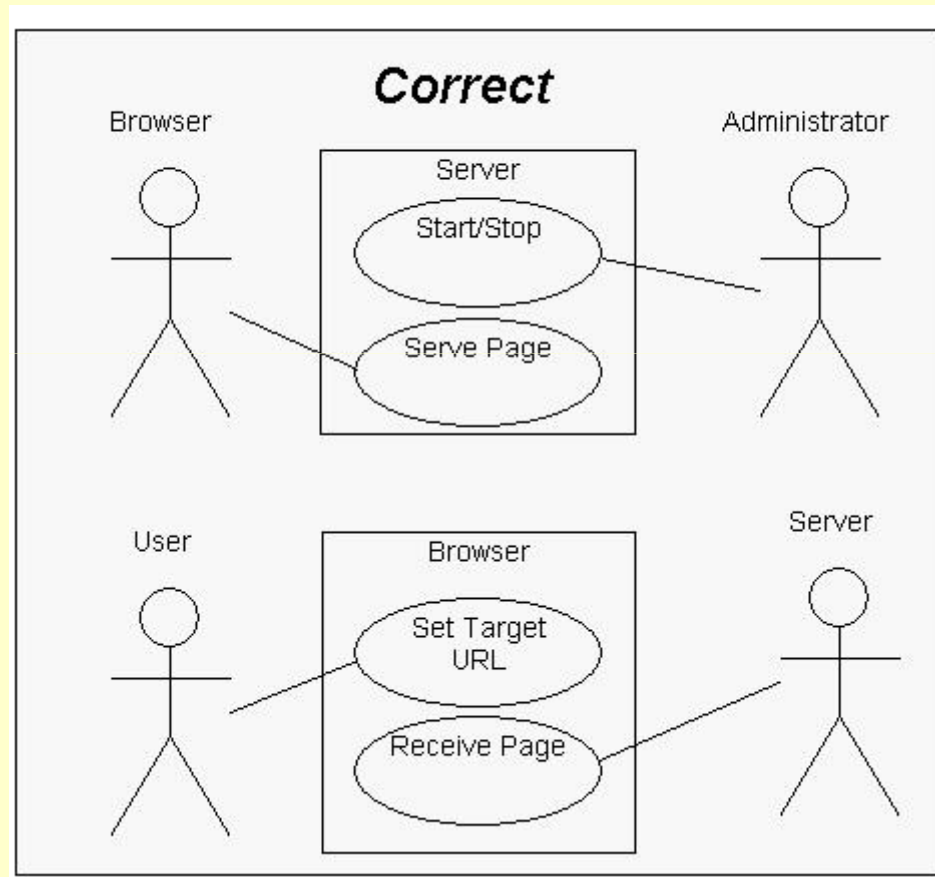 Correct
Browser
Administrator
Server
Start/Stop
Serve Page
User
Server
Browser
Set Target
URL
Receive Page